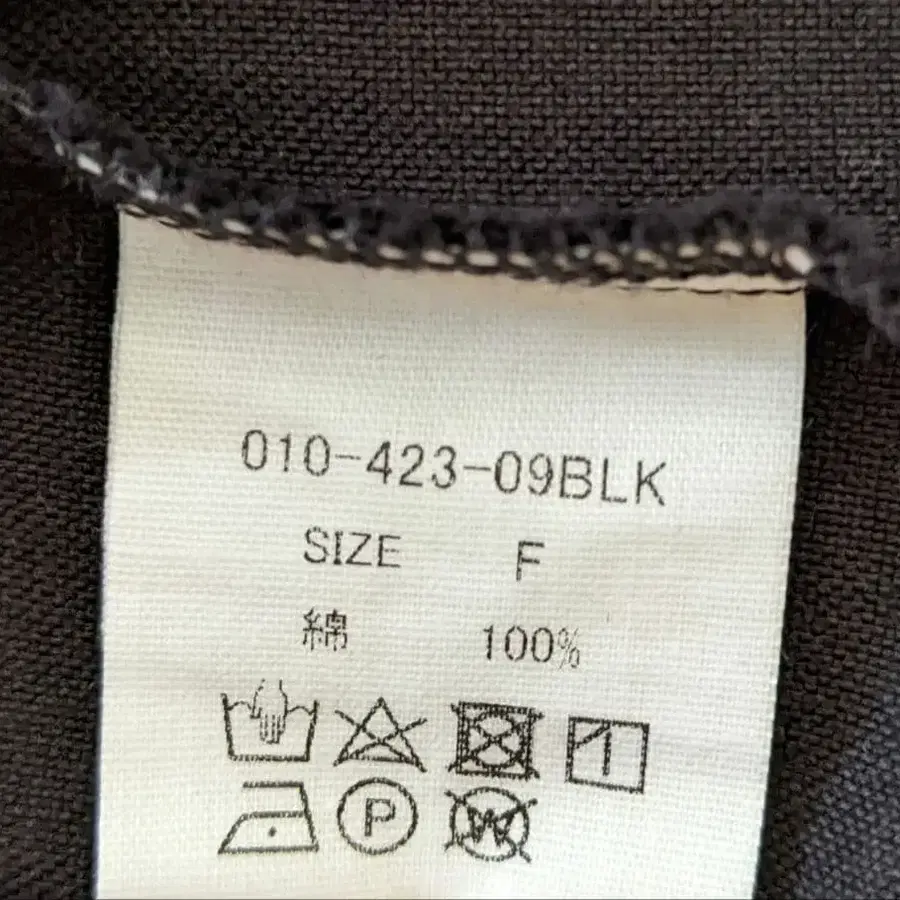 010-423-09BLK
SIZE F
綿 100%
P
W